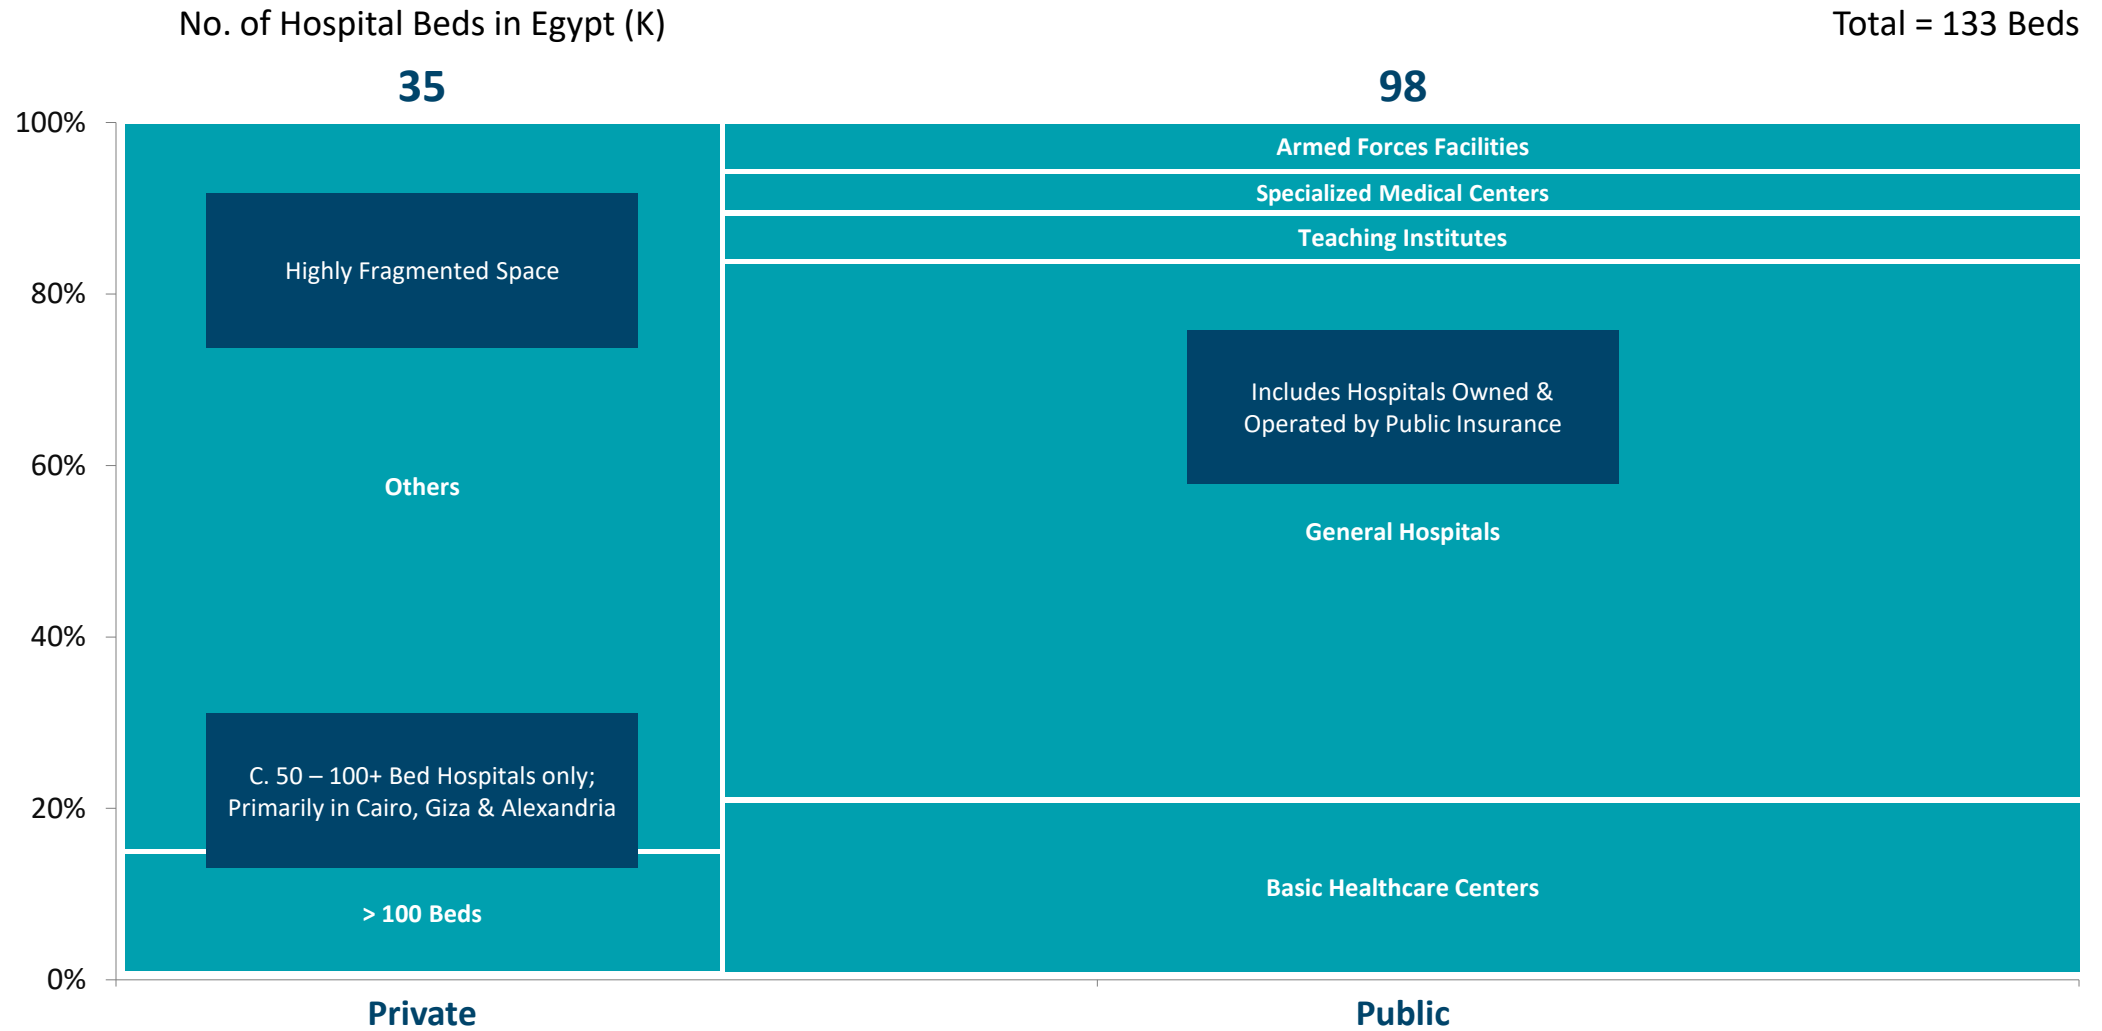 No. of Hospital Beds in Egypt (K)
Total = 133 Beds
35
98
100%
80%
60%
40%
20%
0%
Highly Fragmented Space
Others
C. 50 – 100+ Bed Hospitals only;
Primarily in Cairo, Giza & Alexandria
> 100 Beds
Armed Forces Facilities
Specialized Medical Centers
Teaching Institutes
Includes Hospitals Owned &
Operated by Public Insurance
General Hospitals
Basic Healthcare Centers
Private
Public